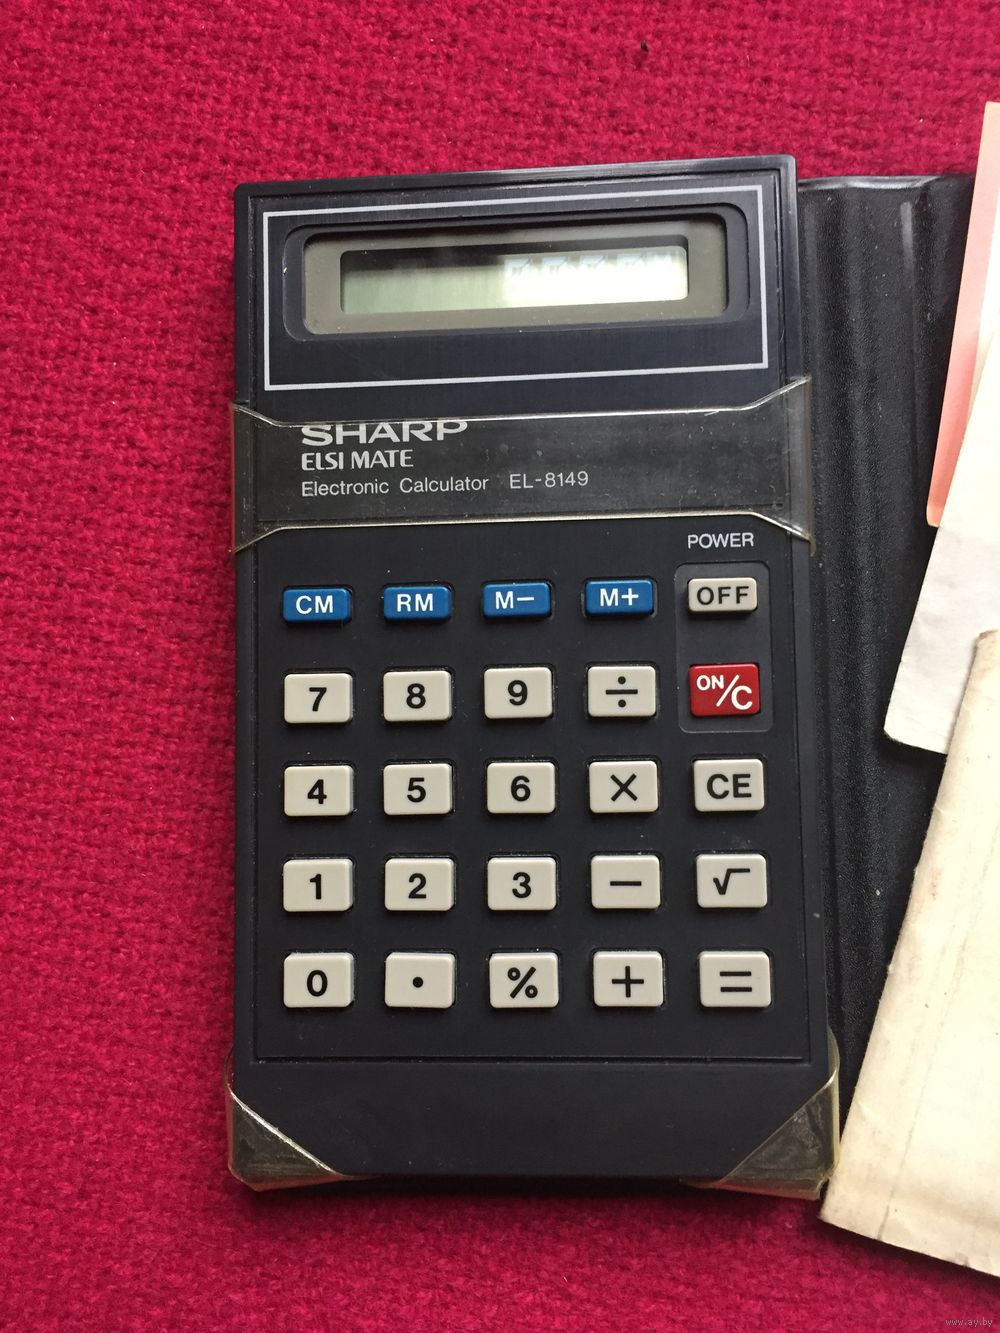 SHARP
ELSI MATE
Electronic Calculator EL-8149
POWER
CM RM M− M+ OFF
7 8 9 ÷ ON/C
4 5 6 × CE
1 2 3 − √
0 . % + =
www.ay.by